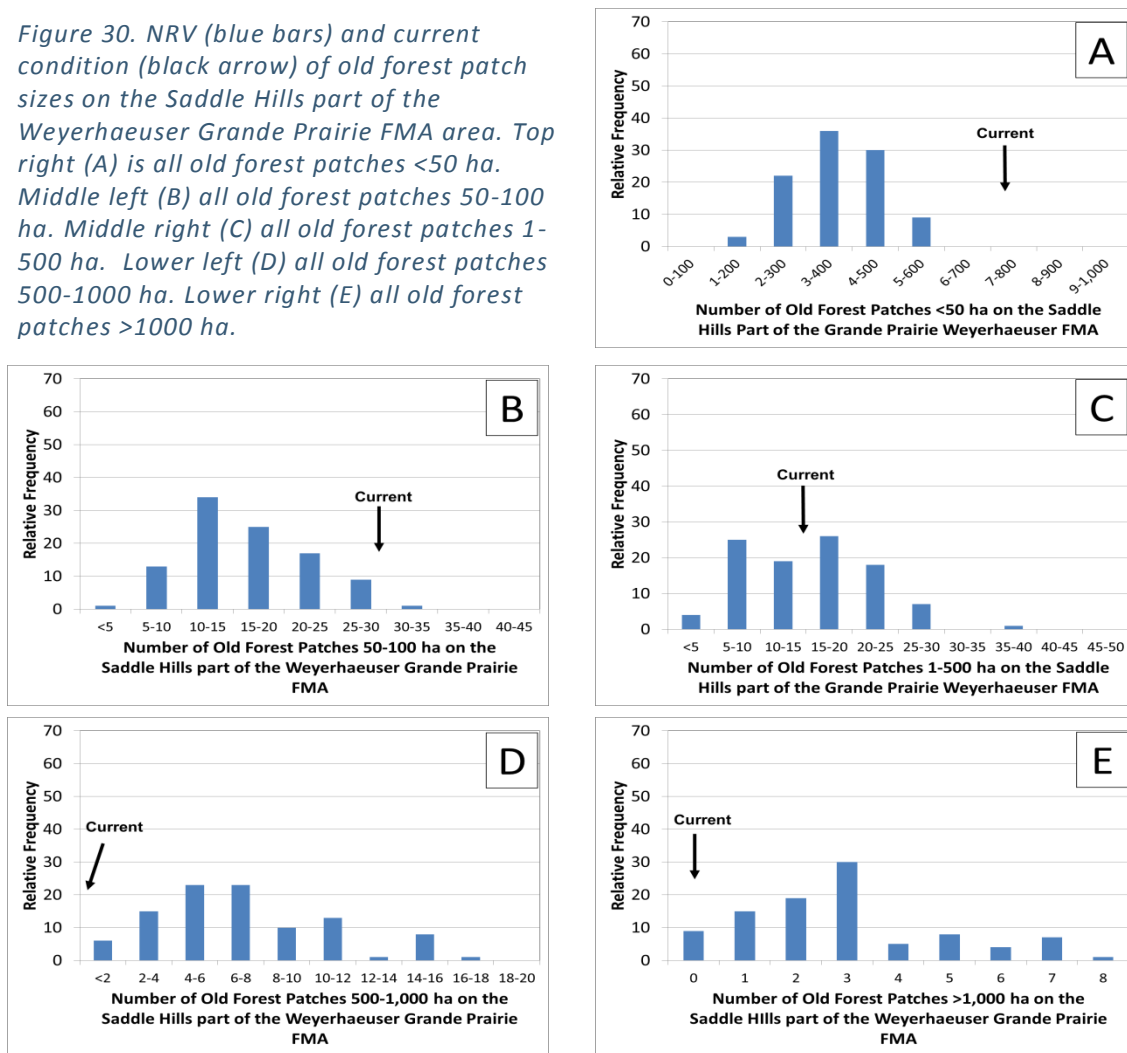 Figure 30. NRV (blue bars) and current
condition (black arrow) of old forest patch
sizes on the Saddle Hills part of the
Weyerhaeuser Grande Prairie FMA area. Top
right (A) is all old forest patches <50 ha.
Middle left (B) all old forest patches 50-100
ha. Middle right (C) all old forest patches 1-
500 ha. Lower left (D) all old forest patches
500-1000 ha. Lower right (E) all old forest
patches >1000 ha.
A
Relative Frequency
70
60
50
40
30
20
10
0
Current
0-100 1-200 2-300 3-400 4-500 5-600 6-700 7-800 8-900 9-1,000
Number of Old Forest Patches <50 ha on the Saddle
Hills Part of the Grande Prairie Weyerhaeuser FMA
B
Relative Frequency
70
60
50
40
30
20
10
0
Current
<5 5-10 10-15 15-20 20-25 25-30 30-35 35-40 40-45
Number of Old Forest Patches 50-100 ha on the
Saddle Hills part of the Weyerhaeuser Grande Prairie
FMA
C
Relative Frequency
70
60
50
40
30
20
10
0
Current
<5 5-10 10-15 15-20 20-25 25-30 30-35 35-40 40-45 45-50
Number of Old Forest Patches 1-500 ha on the Saddle
Hills part of the Grande Prairie Weyerhaeuser FMA
D
Relative Frequency
70
60
50
40
30
20
10
0
Current
<2 2-4 4-6 6-8 8-10 10-12 12-14 14-16 16-18 18-20
Number of Old Forest Patches 500-1,000 ha on the
Saddle Hills part of the Weyerhaeuser Grande Prairie
FMA
E
Relative Frequency
70
60
50
40
30
20
10
0
Current
0 1 2 3 4 5 6 7 8
Number of Old Forest Patches >1,000 ha on the
Saddle HIlls part of the Weyerhaeuser Grande Prairie
FMA